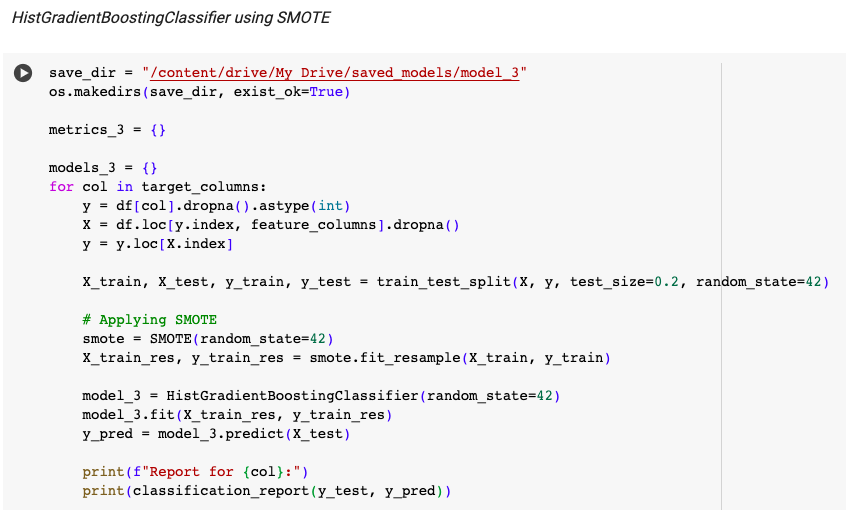 HistGradientBoostingClassifier using SMOTE
save_dir = "/content/drive/My Drive/saved_models/model_3"
os.makedirs(save_dir, exist_ok=True)
metrics_3 = {}
models_3 = {}
for col in target_columns:
    y = df[col].dropna().astype(int)
    X = df.loc[y.index, feature_columns].dropna()
    y = y.loc[X.index]
    X_train, X_test, y_train, y_test = train_test_split(X, y, test_size=0.2, random_state=42)
    # Applying SMOTE
    smote = SMOTE(random_state=42)
    X_train_res, y_train_res = smote.fit_resample(X_train, y_train)
    model_3 = HistGradientBoostingClassifier(random_state=42)
    model_3.fit(X_train_res, y_train_res)
    y_pred = model_3.predict(X_test)
    print(f"Report for {col}:")
    print(classification_report(y_test, y_pred))